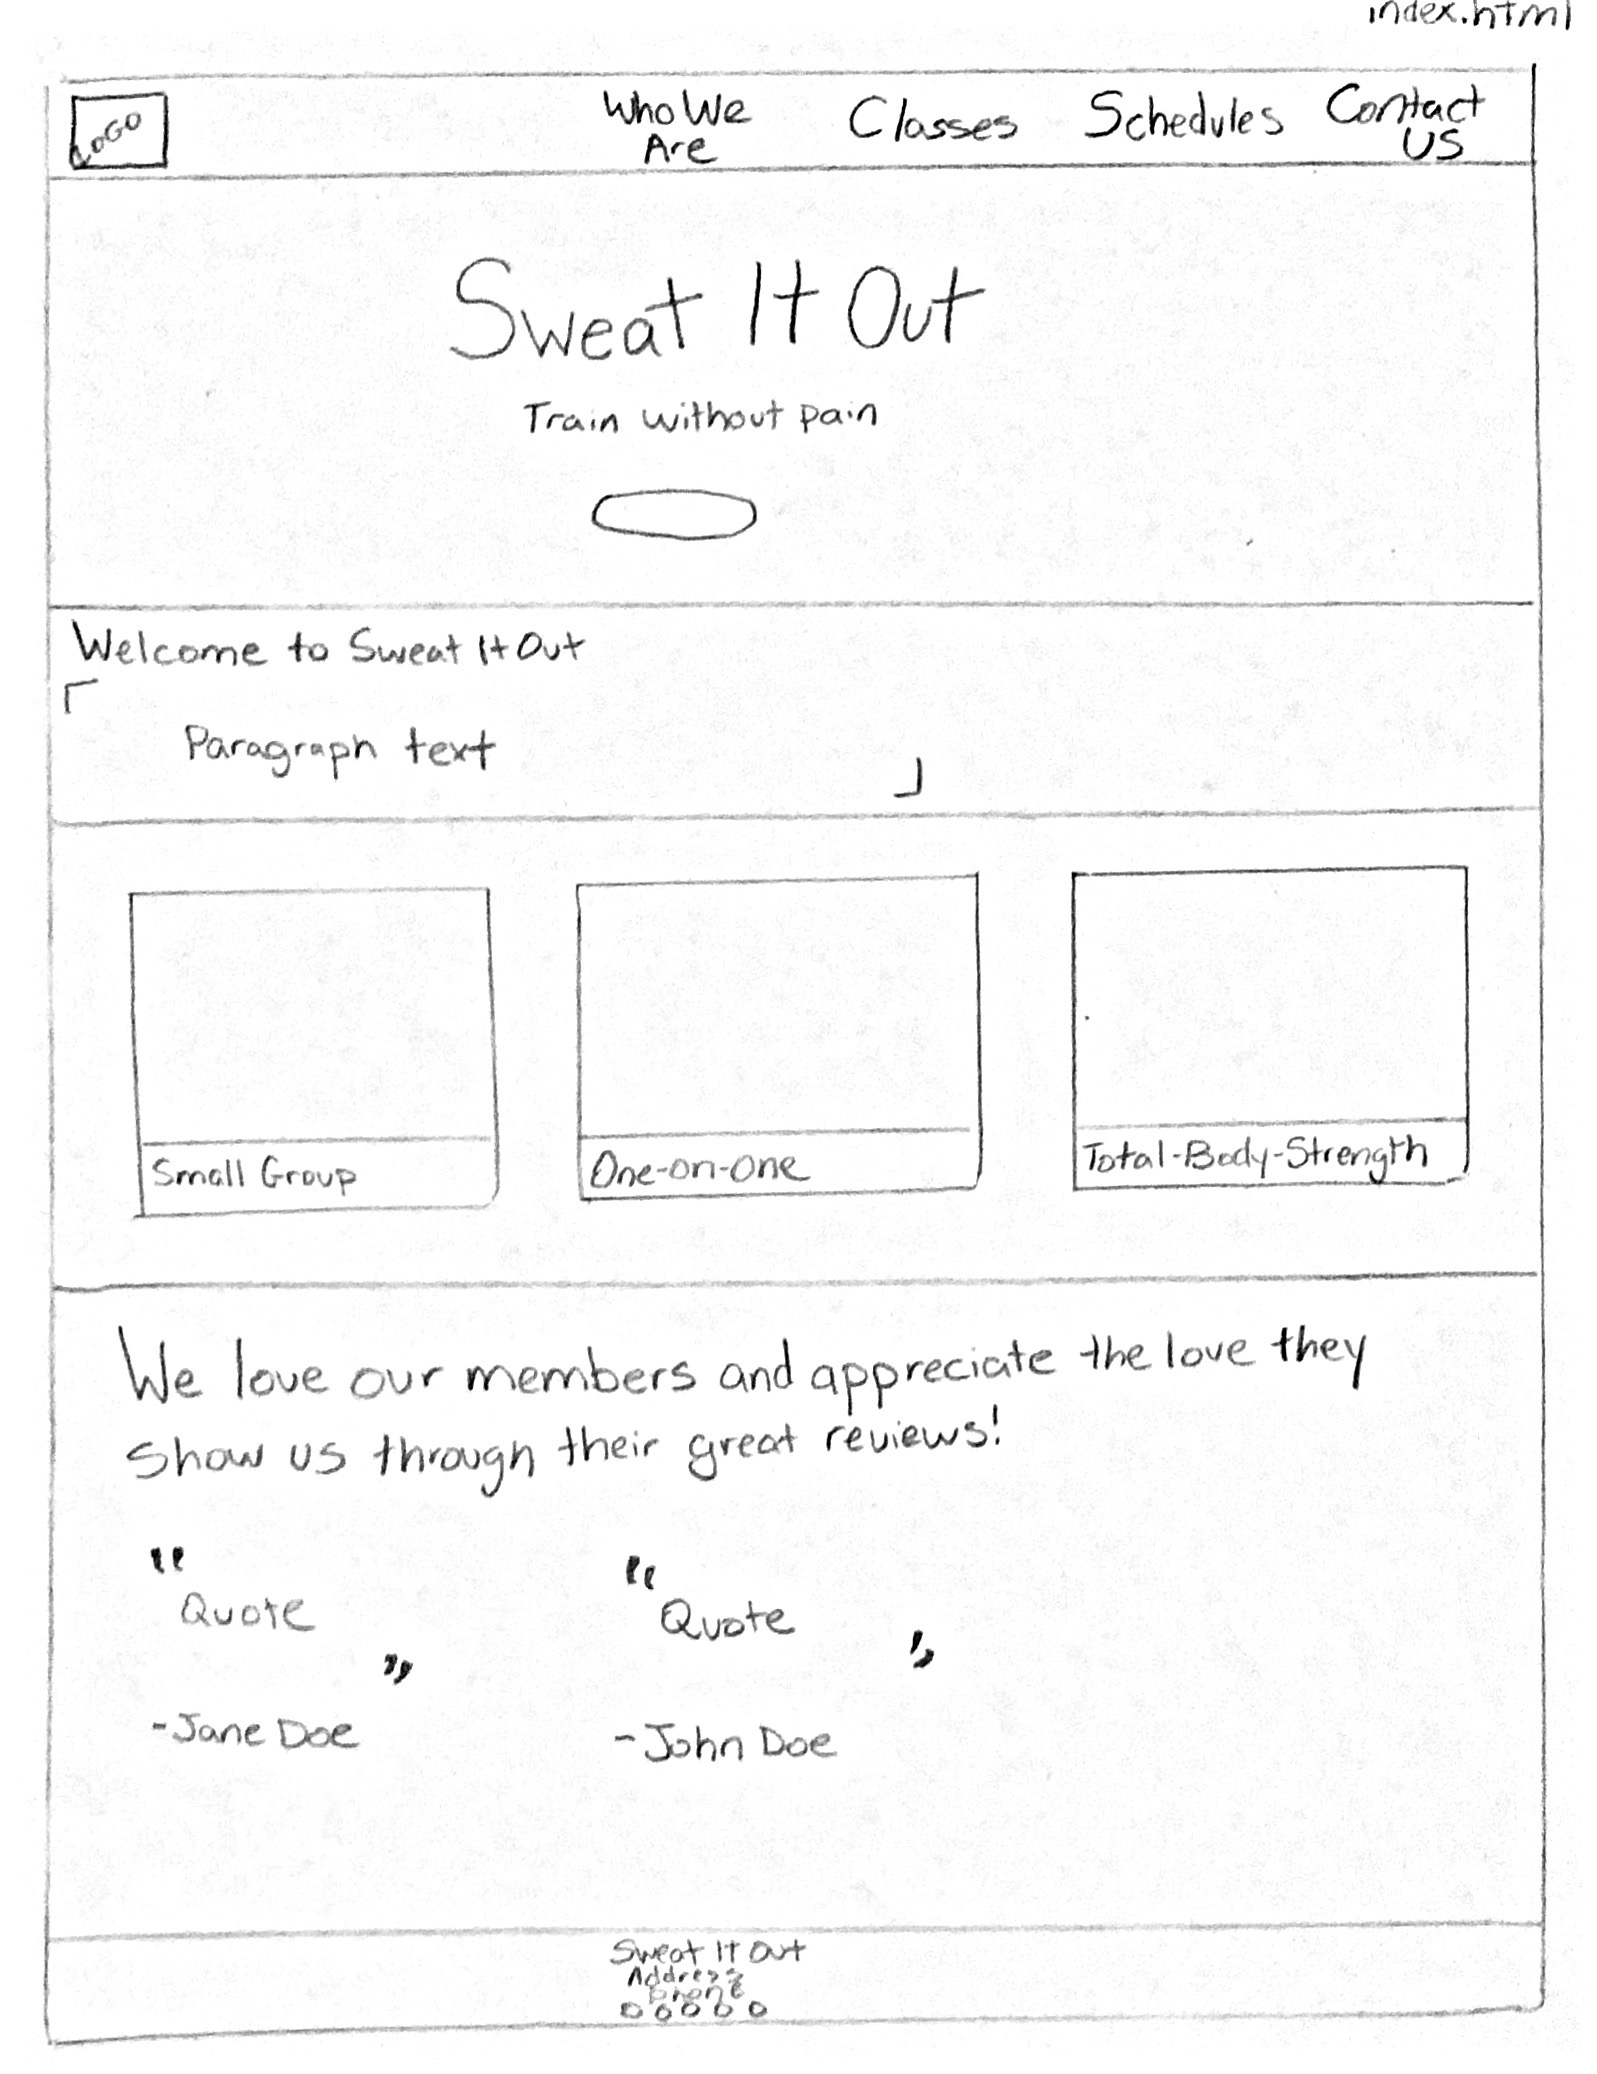 index.html
LOGO
Who We
Are
Classes
Schedules
Contact
US
Sweat It Out
Train without pain
Welcome to Sweat It Out
Paragraph text
Small Group
One-on-one
Total-Body-Strength
We love our members and appreciate the love they
show us through their great reviews!
"
Quote
"
-Jane Doe
"
Quote
"
-John Doe
Sweat It Out
Address
Phone